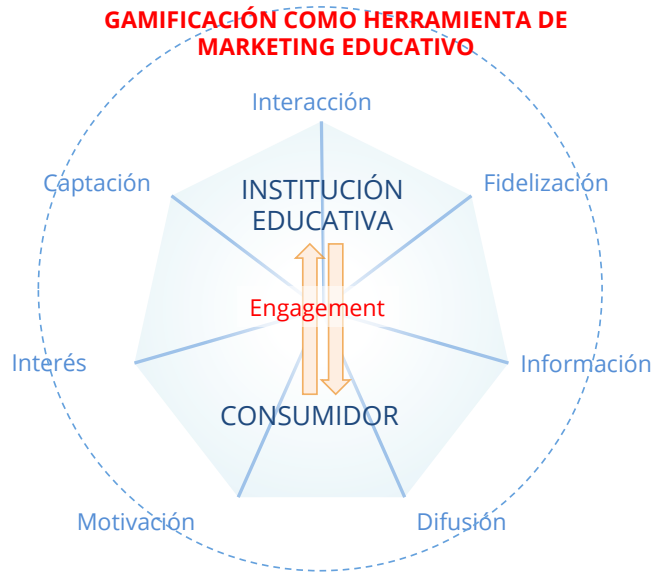 GAMIFICACIÓN COMO HERRAMIENTA DE
MARKETING EDUCATIVO
Interacción
Captación
Fidelización
INSTITUCIÓN
EDUCATIVA
Engagement
Interés
Información
CONSUMIDOR
Motivación
Difusión